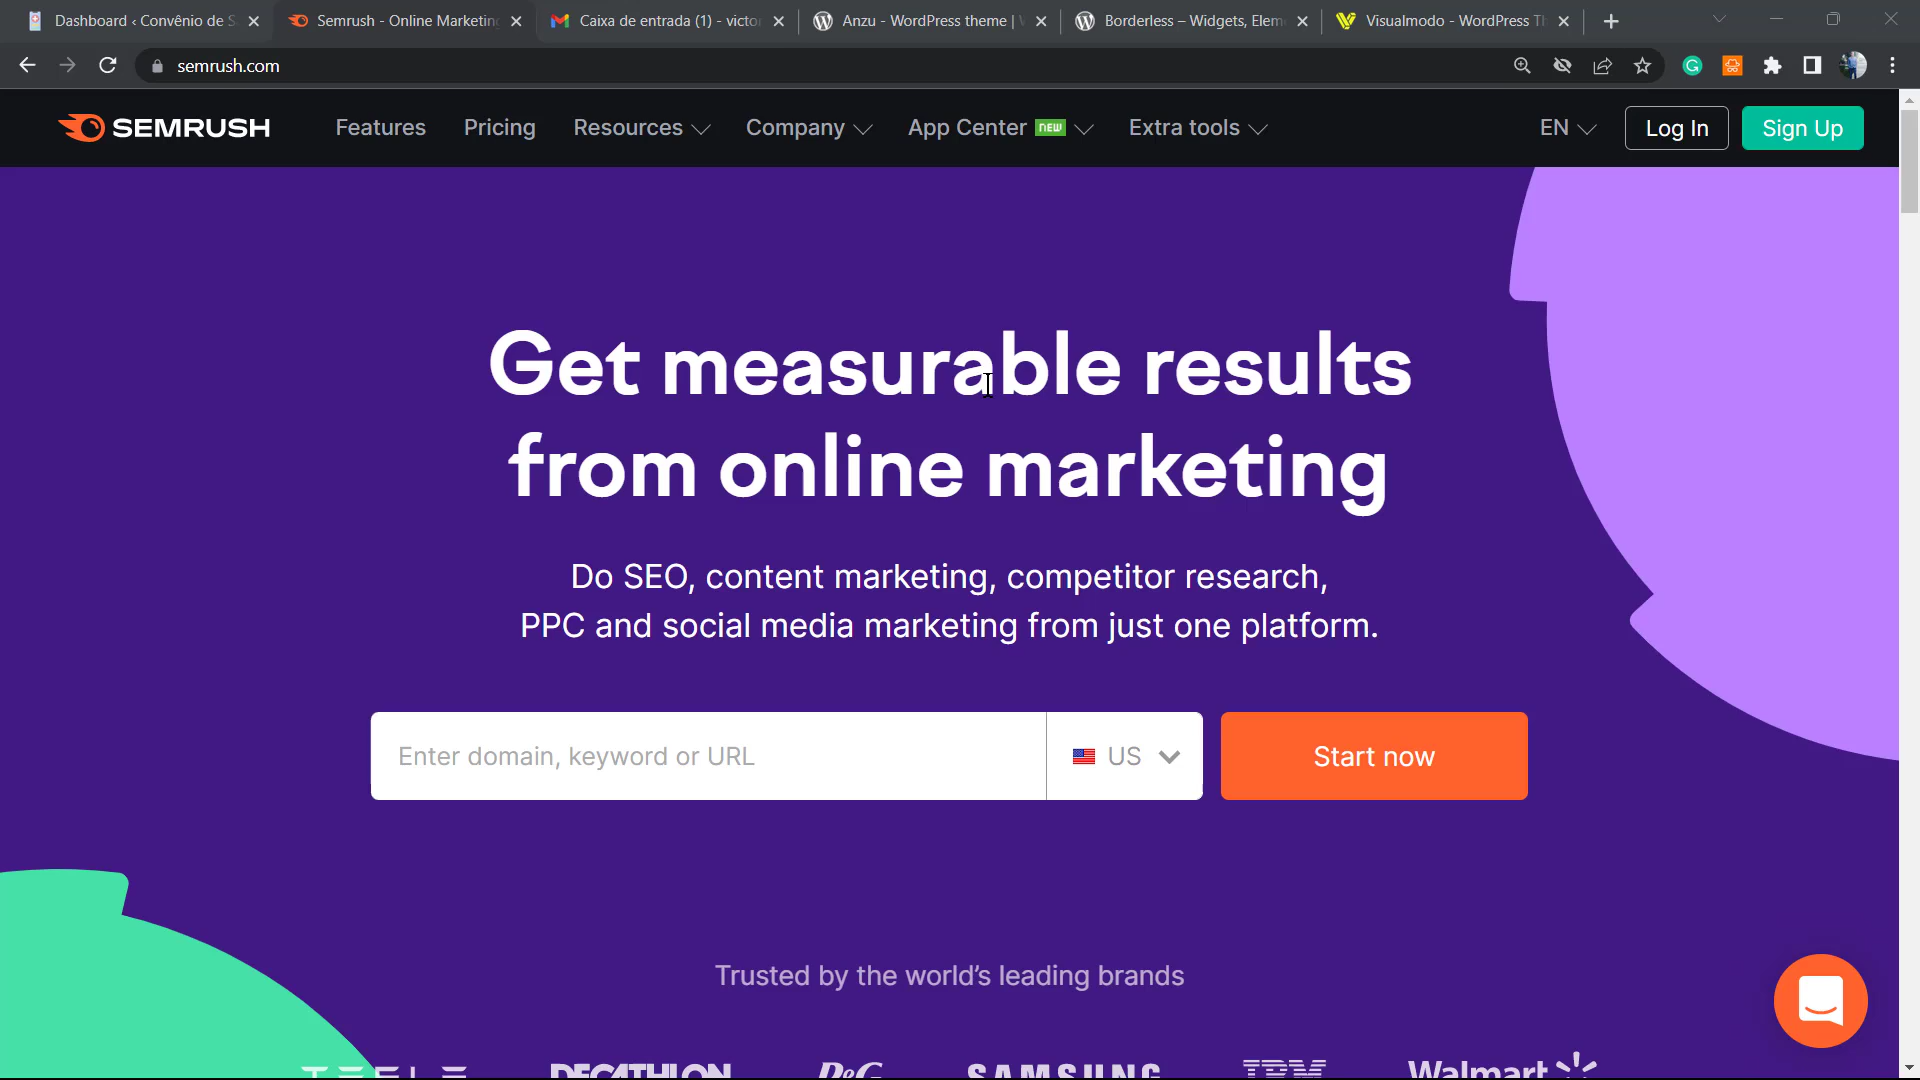 Dashboard ‹ Convênio de S
Semrush - Online Marketin
Caixa de entrada (1) - victo
Anzu - WordPress theme |
Borderless – Widgets, Elem
Visualmodo - WordPress Th
semrush.com
SEMRUSH
Features
Pricing
Resources
Company
App Center NEW
Extra tools
EN
Log In
Sign Up
Get measurable results
from online marketing
Do SEO, content marketing, competitor research,
PPC and social media marketing from just one platform.
Enter domain, keyword or URL
US
Start now
Trusted by the world's leading brands
DECATHLON
P&G
SAMSUNG
IBM
Walmart